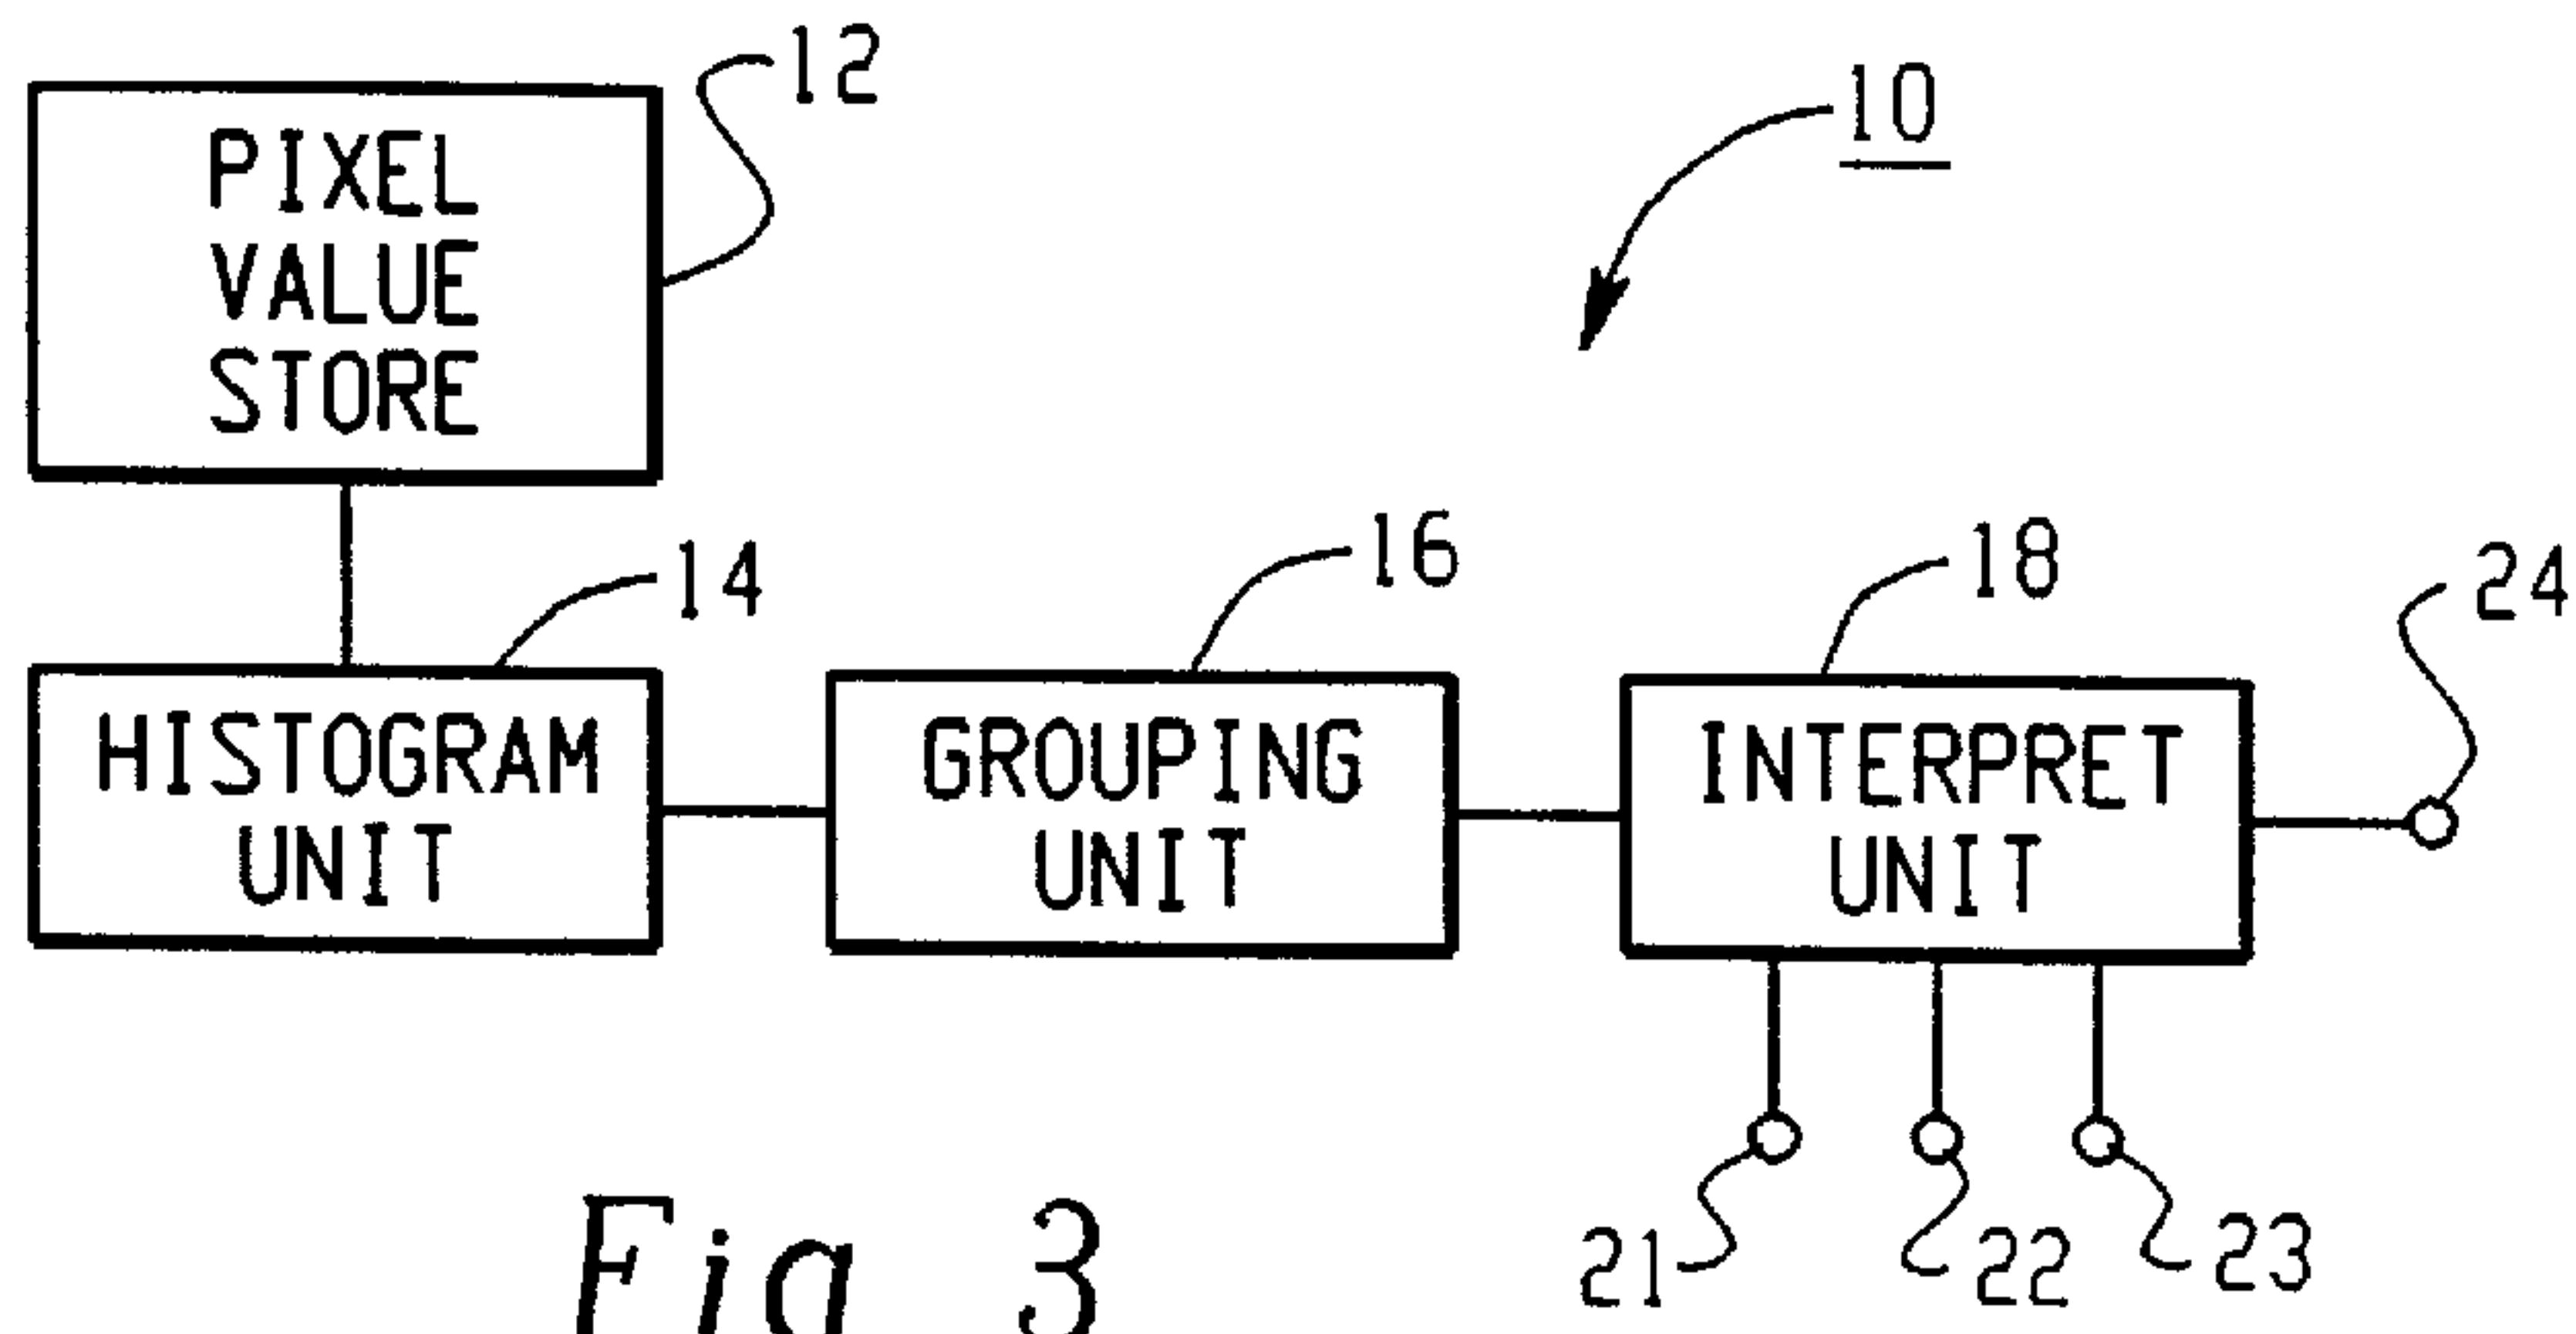 12
10
PIXEL
VALUE
STORE
14
16
18
24
HISTOGRAM
UNIT
GROUPING
UNIT
INTERPRET
UNIT
21
22
23
Fig 3